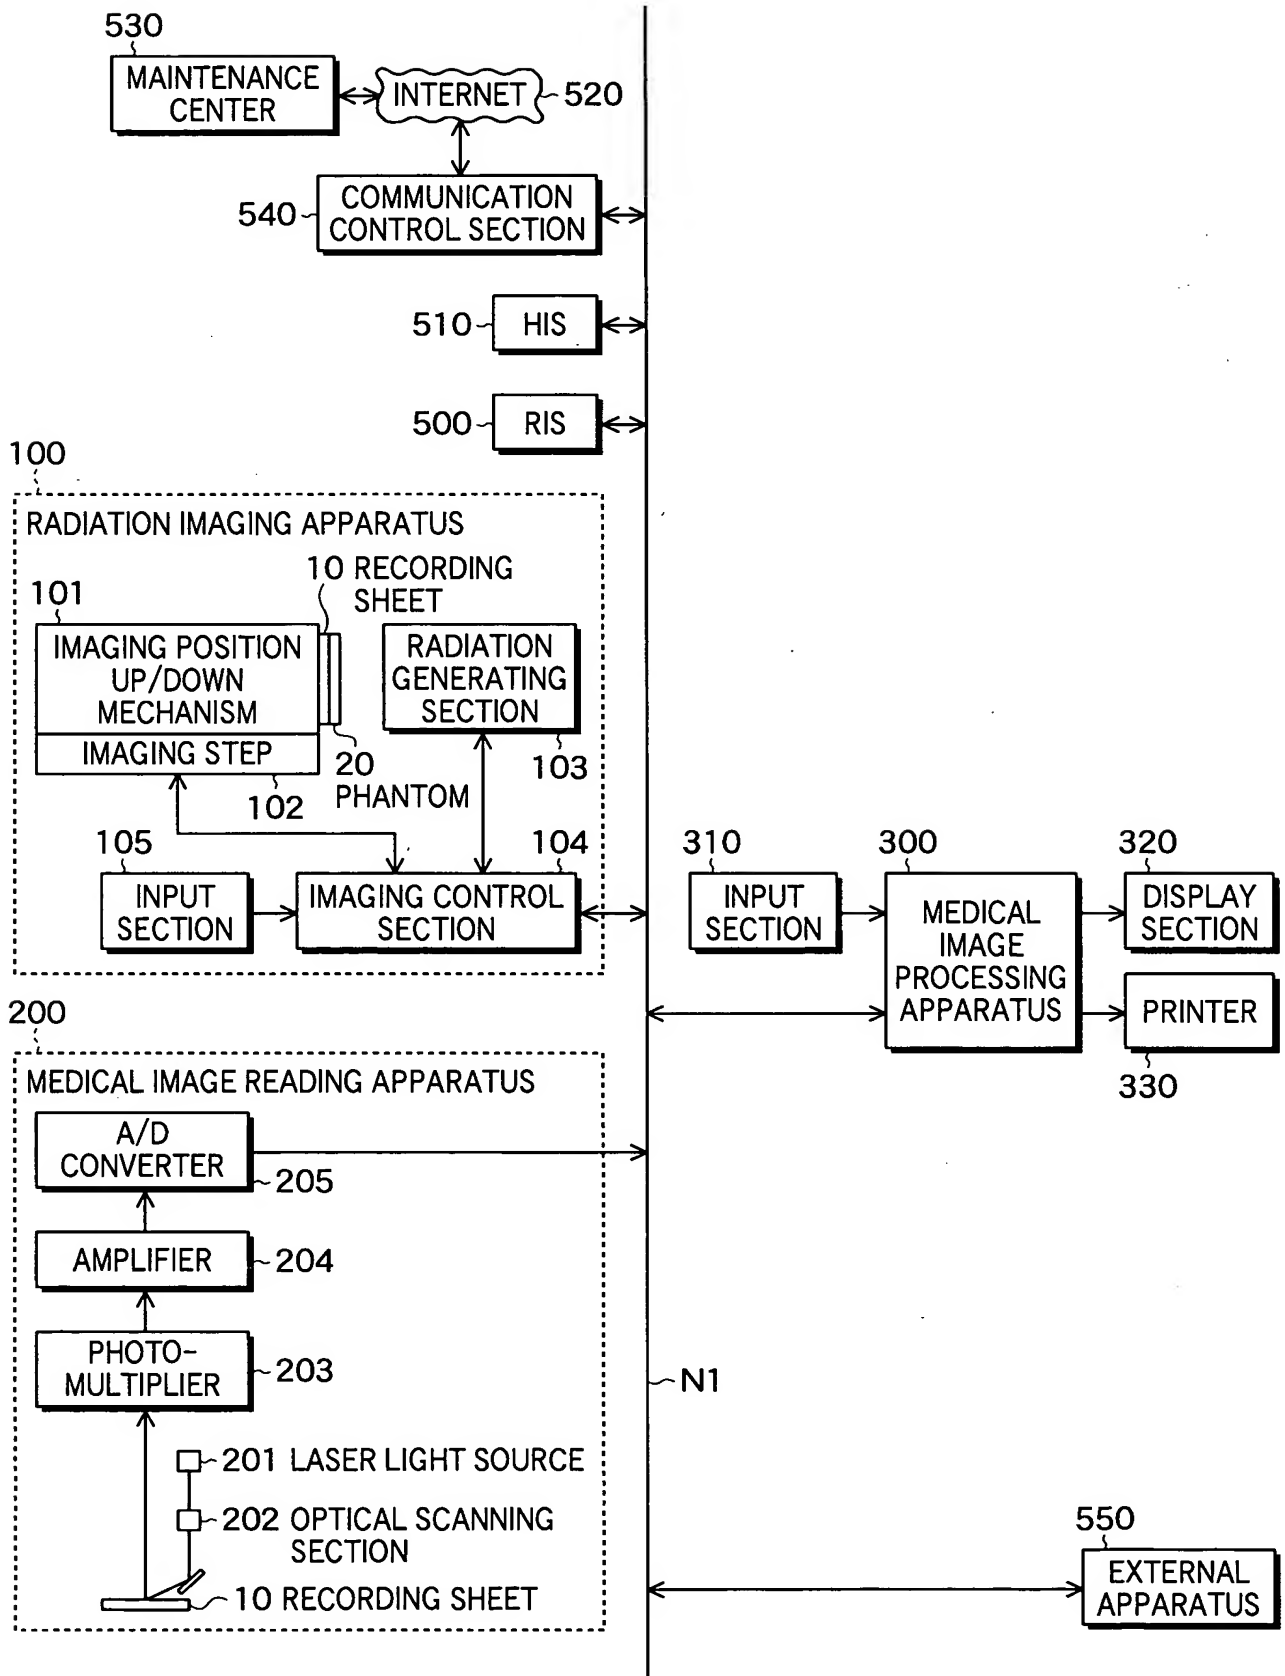 530
MAINTENANCE
CENTER
INTERNET
520
540
COMMUNICATION
CONTROL SECTION
510
HIS
500
RIS
100
RADIATION IMAGING APPARATUS
10 RECORDING
SHEET
101
IMAGING POSITION
UP/DOWN
MECHANISM
IMAGING STEP
102
20
PHANTOM
RADIATION
GENERATING
SECTION
103
105
INPUT
SECTION
104
IMAGING CONTROL
SECTION
310
INPUT
SECTION
300
MEDICAL
IMAGE
PROCESSING
APPARATUS
320
DISPLAY
SECTION
PRINTER
330
200
MEDICAL IMAGE READING APPARATUS
A/D
CONVERTER
205
AMPLIFIER
204
PHOTO-
MULTIPLIER
203
201 LASER LIGHT SOURCE
202 OPTICAL SCANNING
SECTION
10 RECORDING SHEET
N1
550
EXTERNAL
APPARATUS